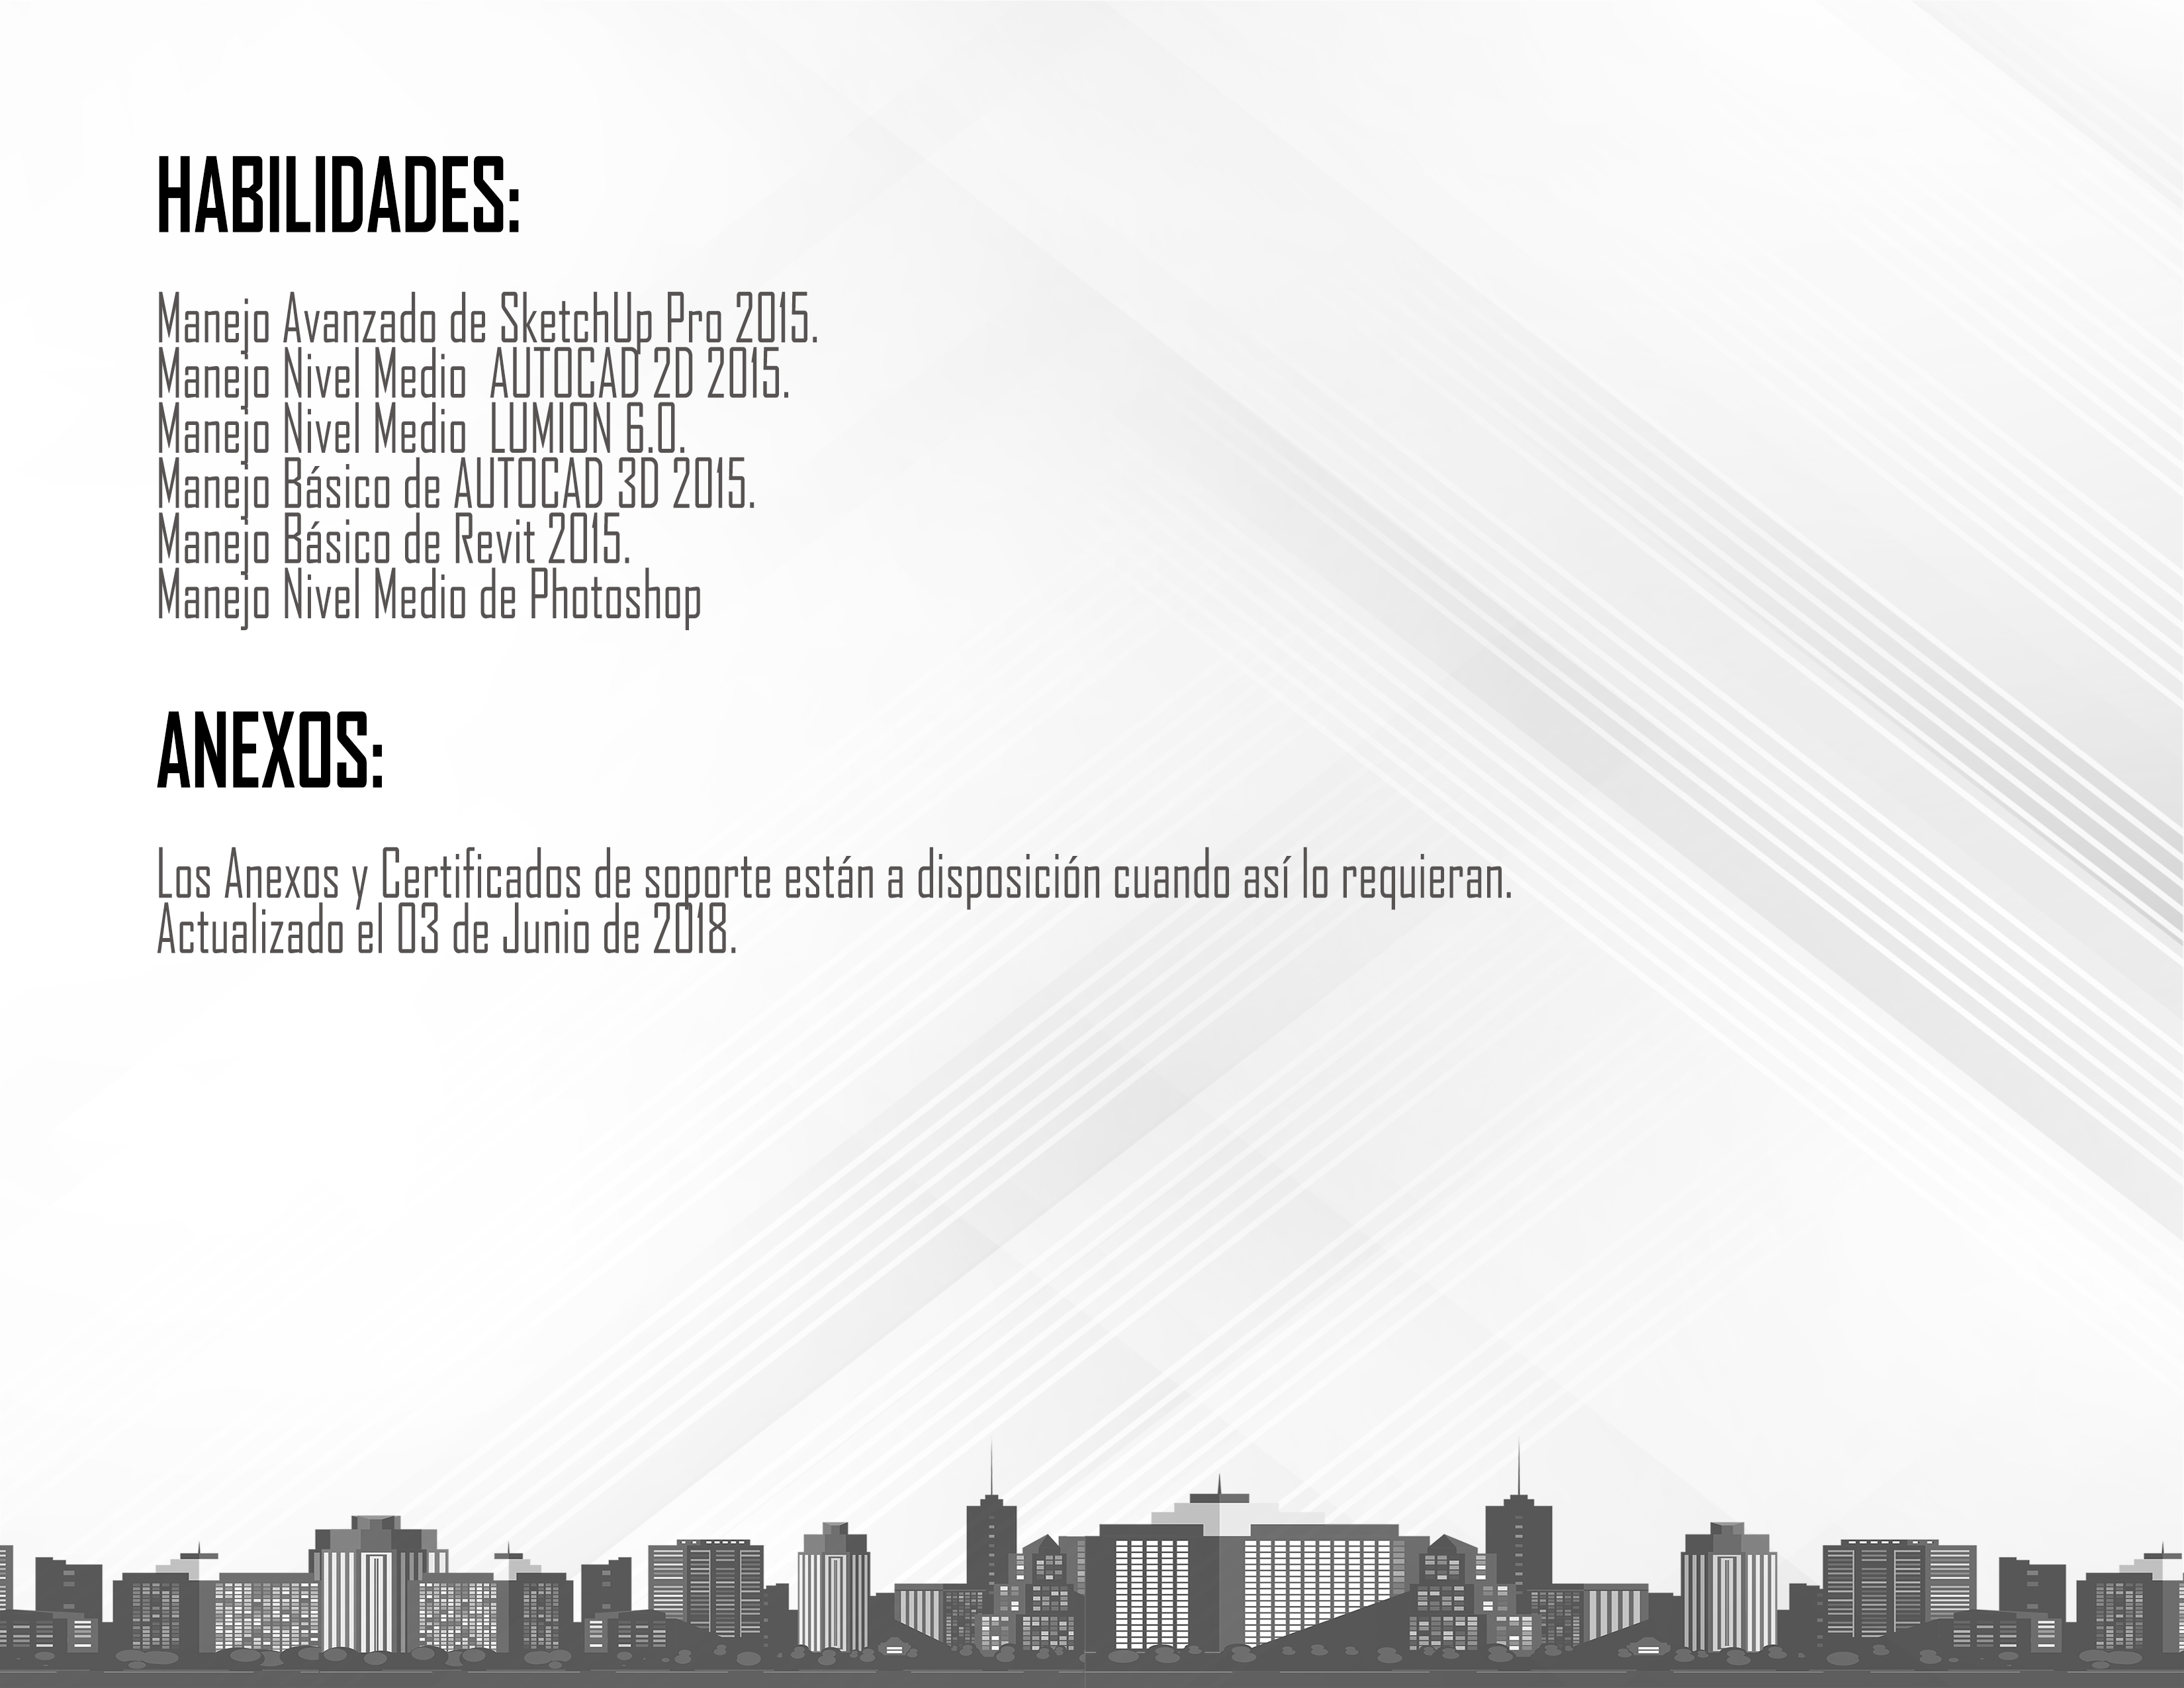 HABILIDADES:
Manejo Avanzado de SketchUp Pro 2015.
Manejo Nivel Medio  AUTOCAD 2D 2015.
Manejo Nivel Medio  LUMION 6.0.
Manejo Básico de AUTOCAD 3D 2015.
Manejo Básico de Revit 2015.
Manejo Nivel Medio de Photoshop
ANEXOS:
Los Anexos y Certificados de soporte están a disposición cuando así lo requieran.
Actualizado el 03 de Junio de 2018.